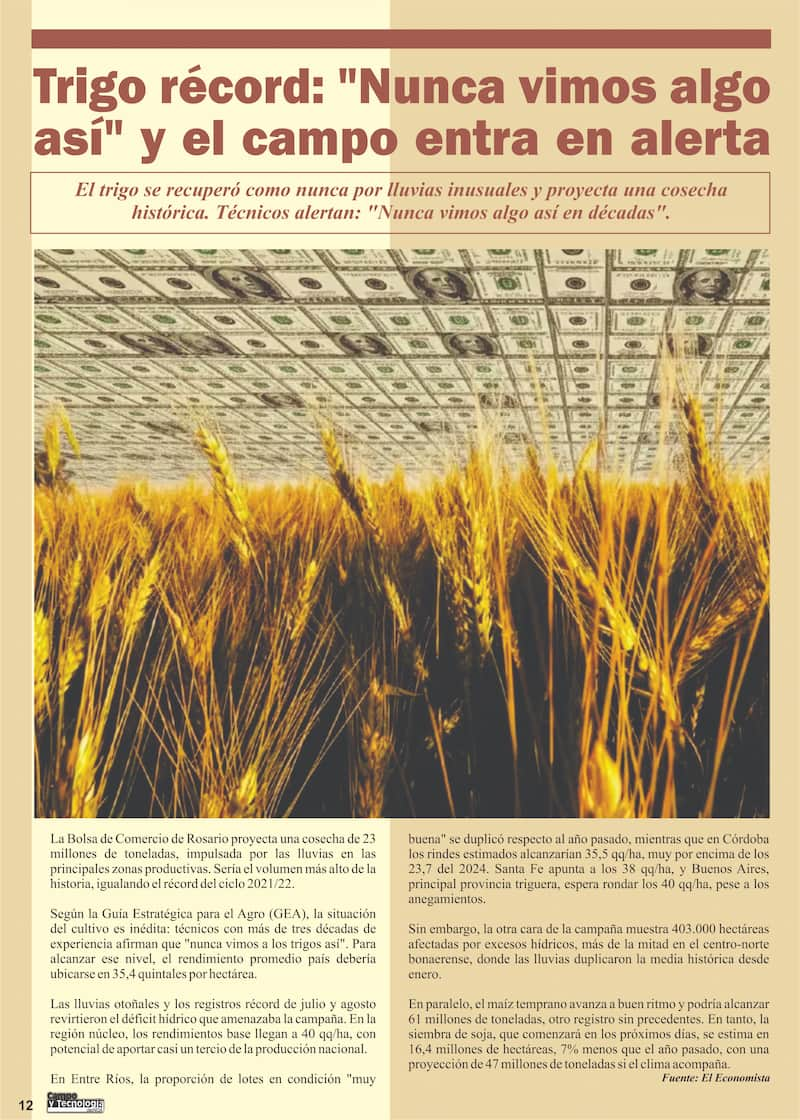 Trigo récord: "Nunca vimos algo
así" y el campo entra en alerta
El trigo se recuperó como nunca por lluvias inusuales y proyecta una cosecha
histórica. Técnicos alertan: "Nunca vimos algo así en décadas".
La Bolsa de Comercio de Rosario proyecta una cosecha de 23
millones de toneladas, impulsada por las lluvias en las
principales zonas productivas. Sería el volumen más alto de la
historia, igualando el récord del ciclo 2021/22.
Según la Guía Estratégica para el Agro (GEA), la situación
del cultivo es inédita: técnicos con más de tres décadas de
experiencia afirman que "nunca vimos a los trigos así". Para
alcanzar ese nivel, el rendimiento promedio país debería
ubicarse en 35,4 quintales por hectárea.
Las lluvias otoñales y los registros récord de julio y agosto
revirtieron el déficit hídrico que amenazaba la campaña. En la
región núcleo, los rendimientos base llegan a 40 qq/ha, con
potencial de aportar casi un tercio de la producción nacional.
En Entre Ríos, la proporción de lotes en condición "muy
buena" se duplicó respecto al año pasado, mientras que en Córdoba
los rindes estimados alcanzarían 35,5 qq/ha, muy por encima de los
23,7 del 2024. Santa Fe apunta a los 38 qq/ha, y Buenos Aires,
principal provincia triguera, espera rondar los 40 qq/ha, pese a los
anegamientos.
Sin embargo, la otra cara de la campaña muestra 403.000 hectáreas
afectadas por excesos hídricos, más de la mitad en el centro-norte
bonaerense, donde las lluvias duplicaron la media histórica desde
enero.
En paralelo, el maíz temprano avanza a buen ritmo y podría alcanzar
61 millones de toneladas, otro registro sin precedentes. En tanto, la
siembra de soja, que comenzará en los próximos días, se estima en
16,4 millones de hectáreas, 7% menos que el año pasado, con una
proyección de 47 millones de toneladas si el clima acompaña.
Fuente: El Economista
12
Campo
y Tecnología